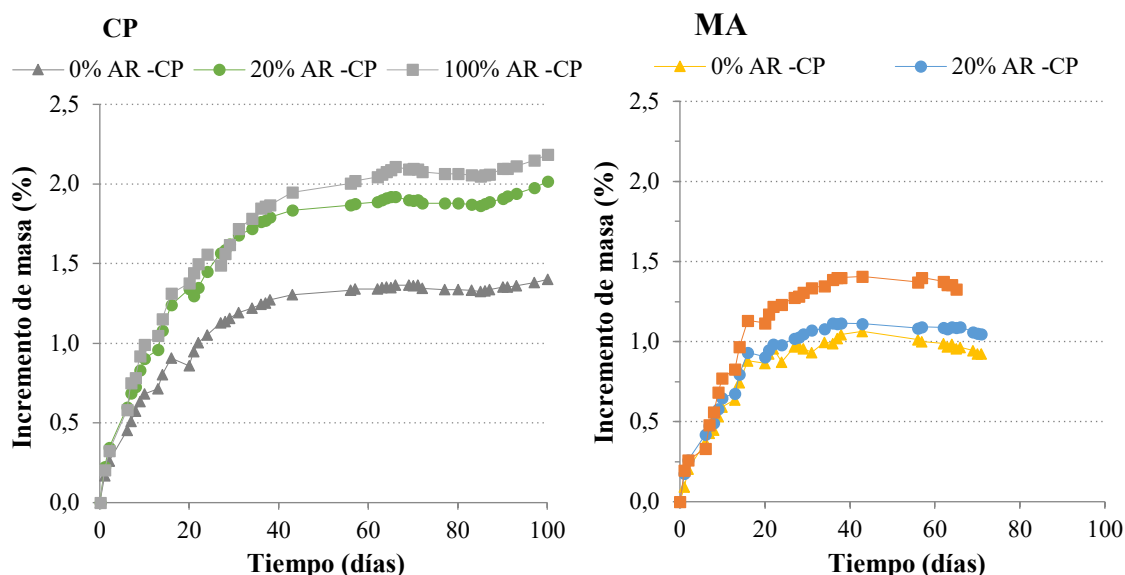 CP
0% AR -CP 20% AR -CP 100% AR -CP
Incremento de masa (%)
2,5
2,0
1,5
1,0
0,5
0,0
0 20 40 60 80 100
Tiempo (días)
MA
0% AR -CP 20% AR -CP
Incremento de masa (%)
2,5
2,0
1,5
1,0
0,5
0,0
0 20 40 60 80 100
Tiempo (días)